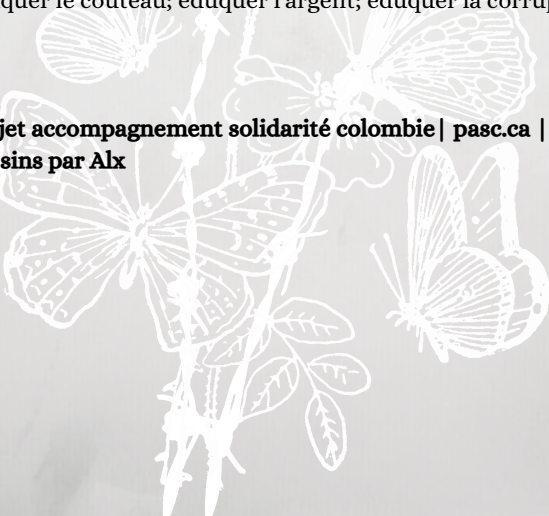 quer le couteau; éduquer l'argent; éduquer la corrup
jet accompagnement solidarité colombie| pasc.ca |
sins par Alx